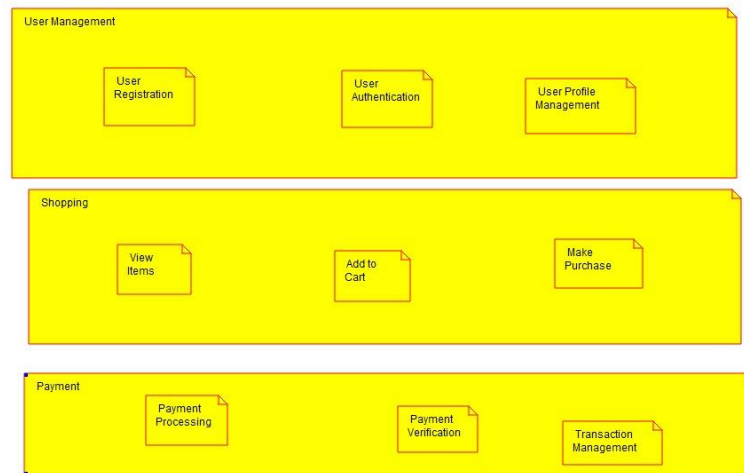 User Management
User
Registration
User
Authentication
User Profile
Management
Shopping
View
Items
Add to
Cart
Make
Purchase
Payment
Payment
Processing
Payment
Verification
Transaction
Management